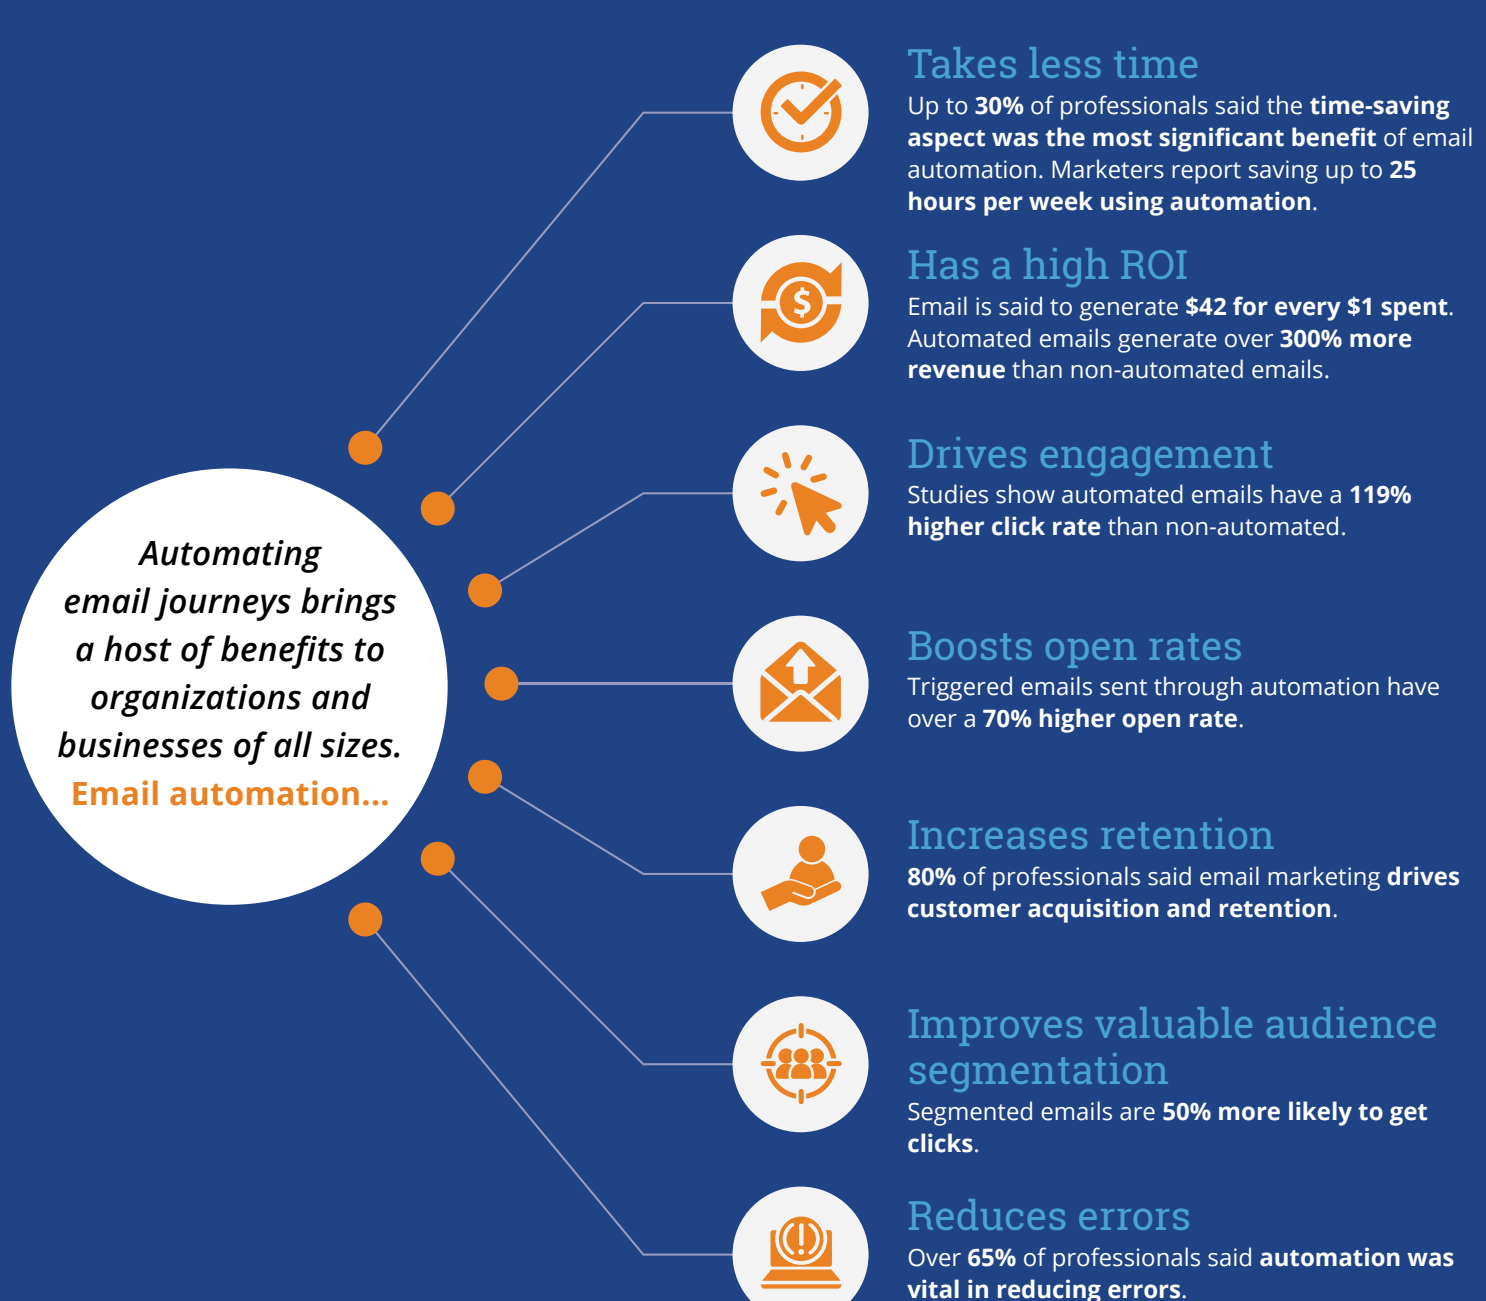 Automating
email journeys brings
a host of benefits to
organizations and
businesses of all sizes.
Email automation...
Takes less time
Up to 30% of professionals said the time-saving
aspect was the most significant benefit of email
automation. Marketers report saving up to 25
hours per week using automation.
Has a high ROI
Email is said to generate $42 for every $1 spent.
Automated emails generate over 300% more
revenue than non-automated emails.
Drives engagement
Studies show automated emails have a 119%
higher click rate than non-automated.
Boosts open rates
Triggered emails sent through automation have
over a 70% higher open rate.
Increases retention
80% of professionals said email marketing drives
customer acquisition and retention.
Improves valuable audience
segmentation
Segmented emails are 50% more likely to get
clicks.
Reduces errors
Over 65% of professionals said automation was
vital in reducing errors.